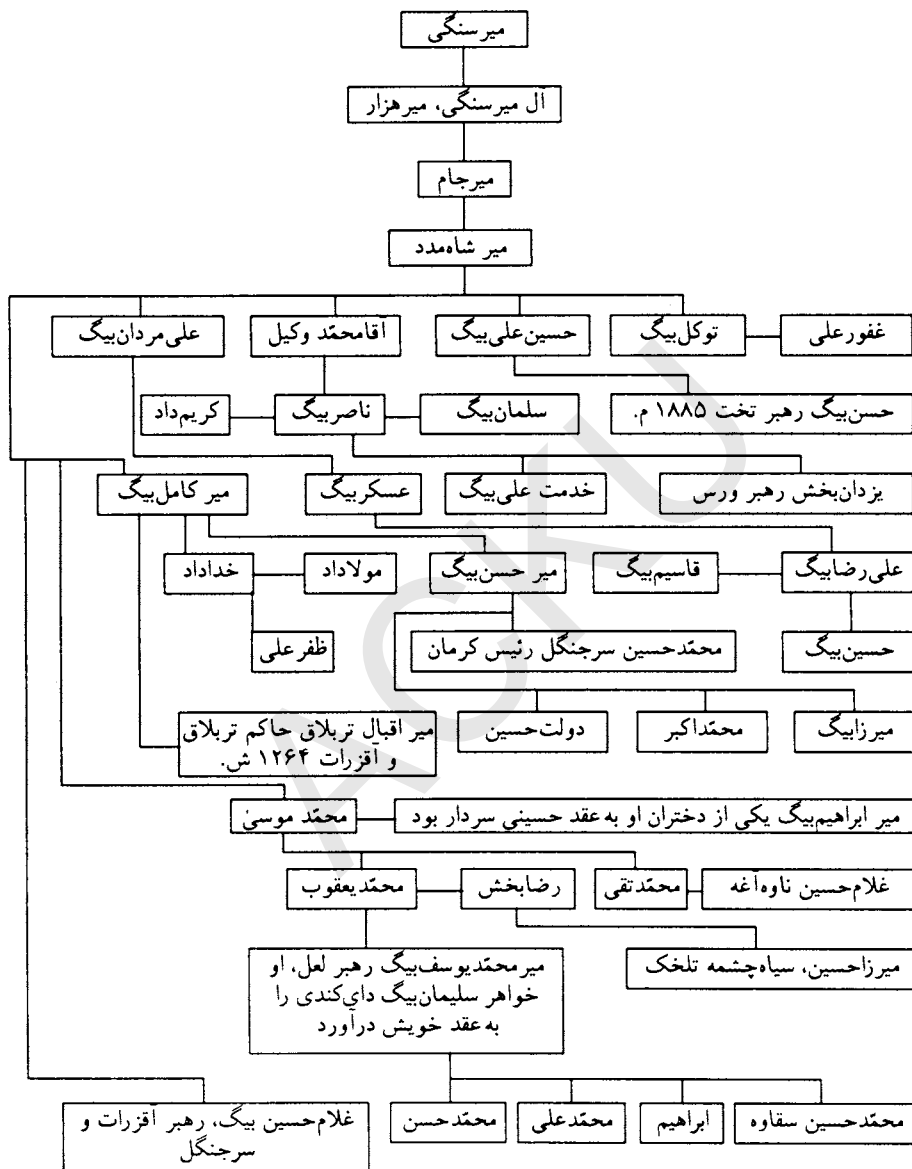 میرسنگی
آل میرسنگی، میرهزار
میرجام
میر شاه‌مدد
غفورعلی
توکل‌بیگ
حسین‌علی‌بیگ
آقامحمّد وکیل
علی‌مردان‌بیگ
حسن‌بیگ رهبر تخت ۱۸۸۵ م.
سلمان‌بیگ
ناصربیگ
کریم‌داد
یزدان‌بخش رهبر ورس
خدمت علی‌بیگ
عسکربیگ
میر کامل‌بیگ
علی‌رضابیگ
قاسیم‌بیگ
میر حسن‌بیگ
مولاداد
خداداد
حسین‌بیگ
محمّدحسین سرجنگل رئیس کرمان
ظفرعلی
میرزابیگ
محمّداکبر
دولت‌حسین
میر اقبال تربلاق حاکم تربلاق
و آقزرات ۱۲۶۴ ش.
میر ابراهیم‌بیگ یکی از دختران او به عقد حسینی سردار بود
محمّد موسیٰ
غلام‌حسین ناوه‌آغه
محمّدتقی
رضابخش
محمّدیعقوب
میرزاحسین، سیاه‌چشمه تلخک
میرمحمّدیوسف‌بیگ رهبر لعل، او
خواهر سلیمان‌بیگ دای‌کندی را
به عقد خویش درآورد
محمّدحسین سقاوه
ابراهیم
محمّدعلی
محمّدحسن
غلام‌حسین بیگ، رهبر آقزرات و
سرجنگل
ACKU